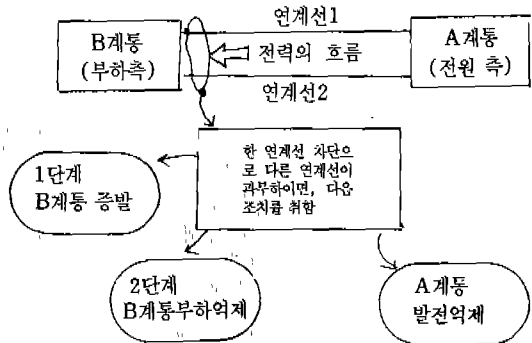 연계선1
B계통
(부하측)
전력의 흐름
A계통
(전원 측)
연계선2
한 연계선 차단으
로 다른 연계선이
과부하이면, 다음
조치를 취함
1단계
B계통 증발
2단계
B계통부하억제
A계통
발전억제